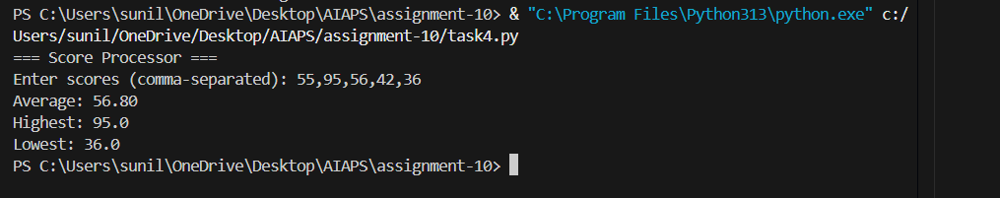 PS C:\Users\sunil\OneDrive\Desktop\AIAPS\assignment-10> & "C:\Program Files\Python313\python.exe" c:/
Users/sunil/OneDrive/Desktop/AIAPS/assignment-10/task4.py
=== Score Processor ===
Enter scores (comma-separated): 55,95,56,42,36
Average: 56.80
Highest: 95.0
Lowest: 36.0
PS C:\Users\sunil\OneDrive\Desktop\AIAPS\assignment-10>